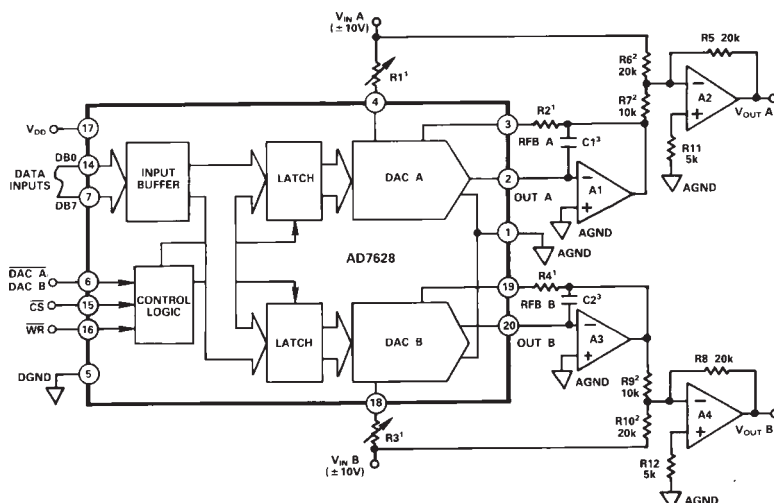 VIN A
(±10V)
R1¹
R6²
20k
R5 20k
R7²
10k
A2
VOUT A
R11
5k
AGND
4
3
R2¹
RFB A
C1³
VDD
17
DATA
INPUTS
DB0
14
DB7
7
INPUT
BUFFER
LATCH
DAC A
2
OUT A
A1
AGND
1
AGND
AD7628
DAC A/
DAC B
6
CS
15
WR
16
CONTROL
LOGIC
19
R4¹
RFB B
C2³
LATCH
DAC B
20
OUT B
A3
AGND
DGND
5
18
R3¹
VIN B
(±10V)
R9²
10k
R10²
20k
R8 20k
A4
VOUT B
R12
5k
AGND